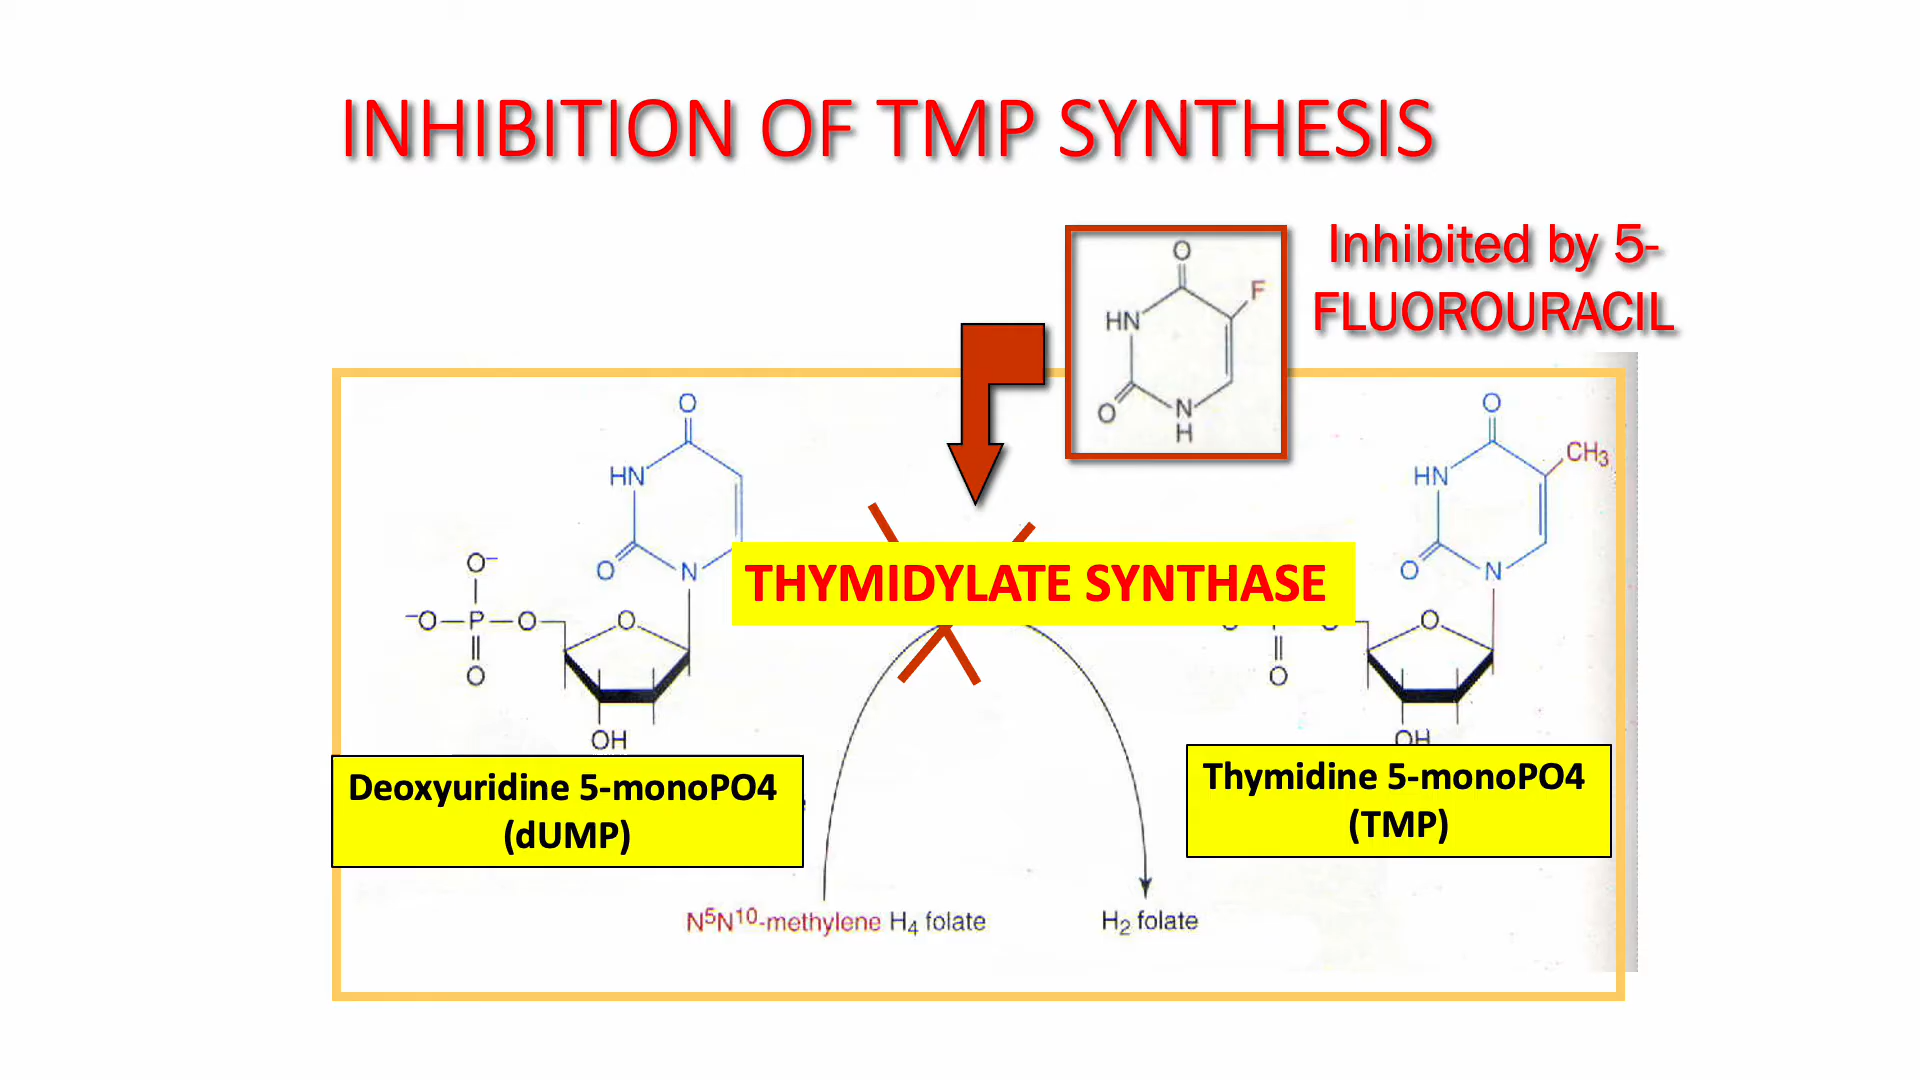 INHIBITION OF TMP SYNTHESIS
Inhibited by 5-
FLUOROURACIL
O
F
HN
O
N
H
O
HN
O
N
O–
–O–P–O
O
O
OH
THYMIDYLATE SYNTHASE
O
CH3
HN
O
N
O
O
OH
Deoxyuridine 5-monoPO4
(dUMP)
Thymidine 5-monoPO4
(TMP)
N5N10-methylene H4 folate
H2 folate